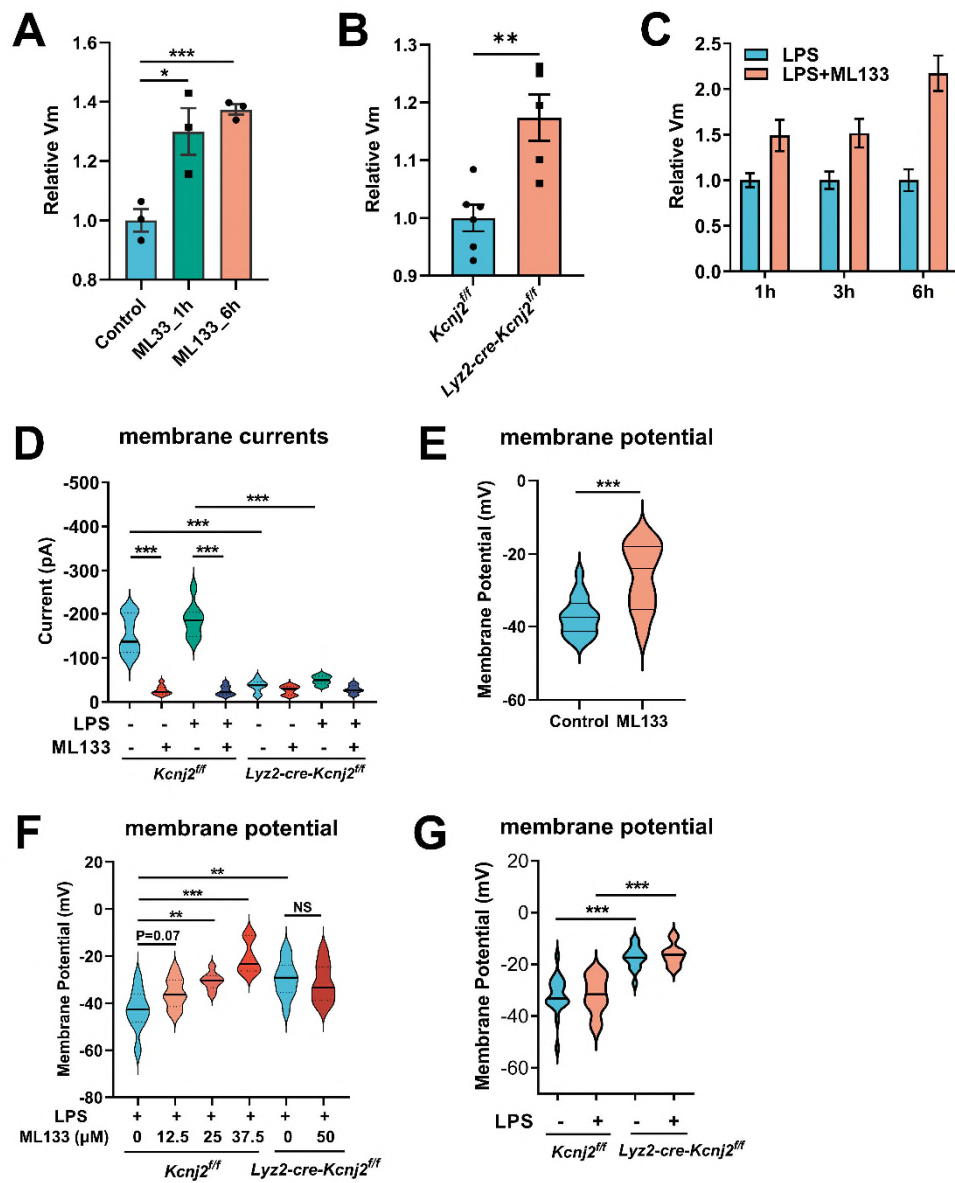 A
Relative Vm
1.6
1.4
1.2
1.0
0.8
***
*
Control
ML33_1h
ML133_6h
B
Relative Vm
1.3
1.2
1.1
1.0
0.9
**
Kcnj2f/f
Lyz2-cre-Kcnj2f/f
C
Relative Vm
2.5
2.0
1.5
1.0
0.5
0.0
LPS
LPS+ML133
1h 3h 6h
D
membrane currents
Current (pA)
-500
-400
-300
-200
-100
0
***
***
*** ***
LPS - - + + - - + +
ML133 - + - + - + - +
Kcnj2f/f Lyz2-cre-Kcnj2f/f
E
membrane potential
Membrane Potential (mV)
0
-20
-40
-60
***
Control ML133
F
membrane potential
Membrane Potential (mV)
20
0
-20
-40
-60
-80
**
***
**
P=0.07
NS
LPS + + + + + +
ML133 (μM) 0 12.5 25 37.5 0 50
Kcnj2f/f Lyz2-cre-Kcnj2f/f
G
membrane potential
Membrane Potential (mV)
20
0
-20
-40
-60
***
***
LPS - + - +
Kcnj2f/f Lyz2-cre-Kcnj2f/f